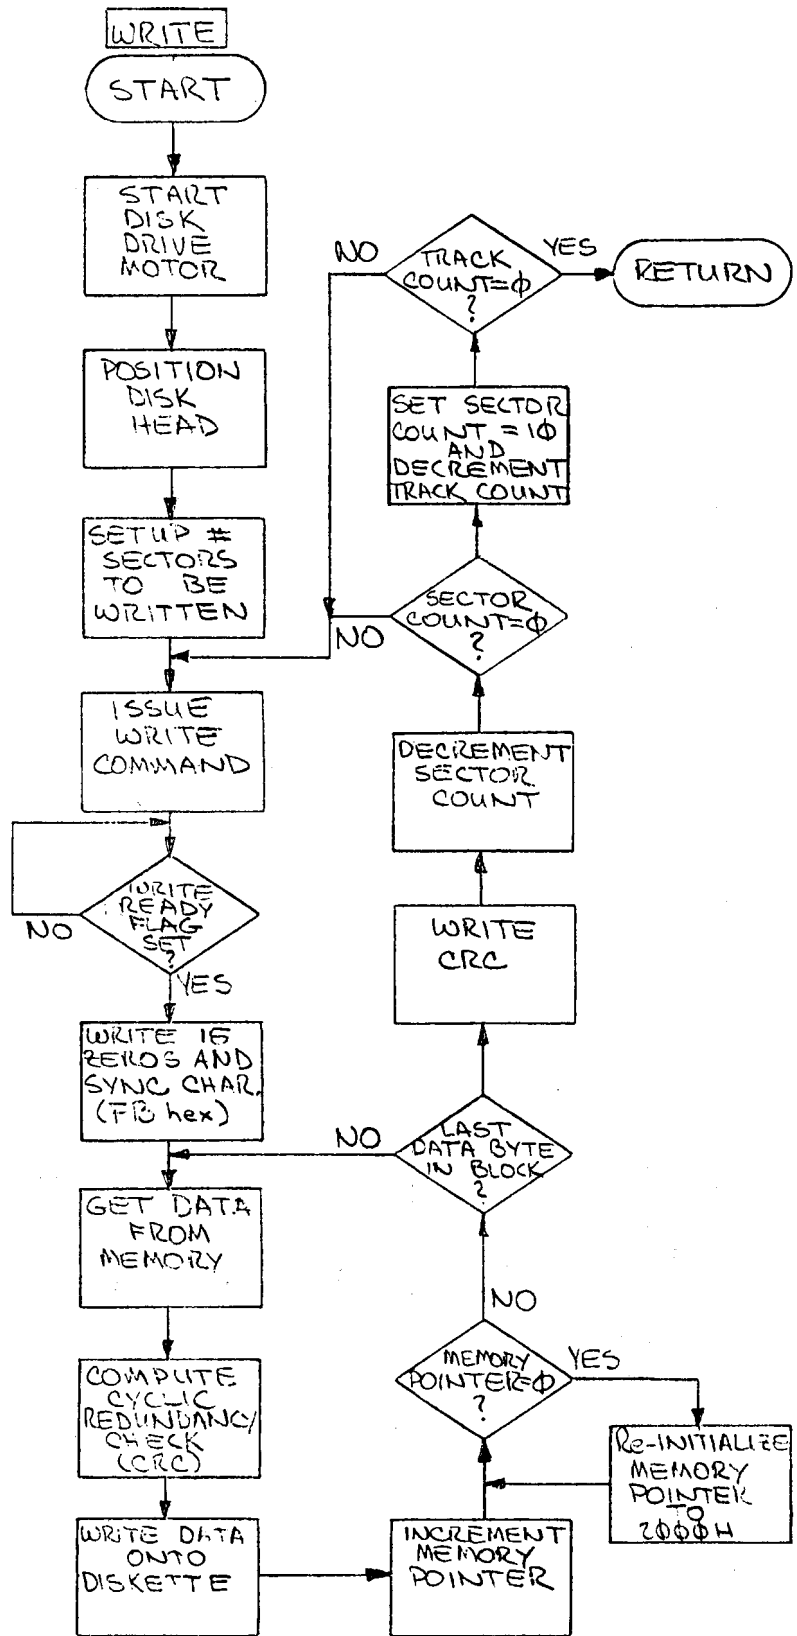 WRITE
START
START
DISK
DRIVE
MOTOR
POSITION
DISK
HEAD
SETUP #
SECTORS
TO BE
WRITTEN
ISSUE
WRITE
COMMAND
WRITE
READY
FLAG
SET
?
NO
YES
WRITE 16
ZEROS AND
SYNC CHAR.
(FB hex)
GET DATA
FROM
MEMORY
COMPUTE
CYCLIC
REDUNDANCY
CHECK
(CRC)
WRITE DATA
ONTO
DISKETTE
INCREMENT
MEMORY
POINTER
Re-INITIALIZE
MEMORY
POINTER
TO
2φφφH
MEMORY
POINTER=φ
?
YES
NO
LAST
DATA BYTE
IN BLOCK
?
NO
WRITE
CRC
DECREMENT
SECTOR
COUNT
SECTOR
COUNT=φ
?
NO
SET SECTOR
COUNT = 1φ
AND
DECREMENT
TRACK COUNT
TRACK
COUNT=φ
?
NO
YES
RETURN